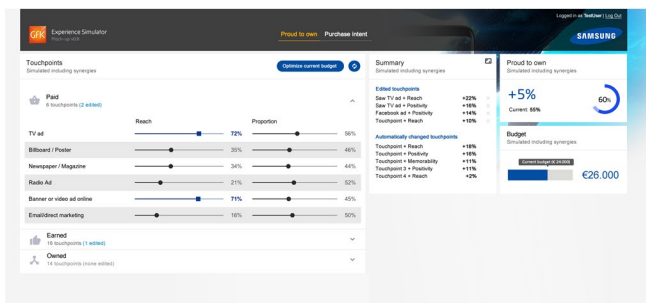 Logged in as TestUser | Log Out
GFK
Experience Simulator
Mock-up V08
Proud to own Purchase intent
SAMSUNG
Touchpoints
Simulated including synergies
Optimize current budget
Paid
6 touchpoints (2 edited)
Reach Proportion
TV ad 72% 56%
Billboard / Poster 35% 46%
Newspaper / Magazine 34% 44%
Radio Ad 21% 52%
Banner or video ad online 71% 45%
Email/direct marketing 16% 50%
Earned
16 touchpoints (1 edited)
Owned
14 touchpoints (none edited)
Summary
Simulated including synergies
Edited touchpoints
Saw TV ad + Reach +22%
Saw TV ad + Positivity +16%
Facebook ad + Positivity +14%
Touchpoint + Reach +10%
Automatically changed touchpoints
Touchpoint + Reach +18%
Touchpoint + Positivity +16%
Touchpoint + Memorability +11%
Touchpoint 3 + Positivity +11%
Touchpoint 4 + Reach +2%
Proud to own
Simulated including synergies
+5%
Current: 55%
60%
Budget
Simulated including synergies
Current budget (€ 24.000)
€26.000